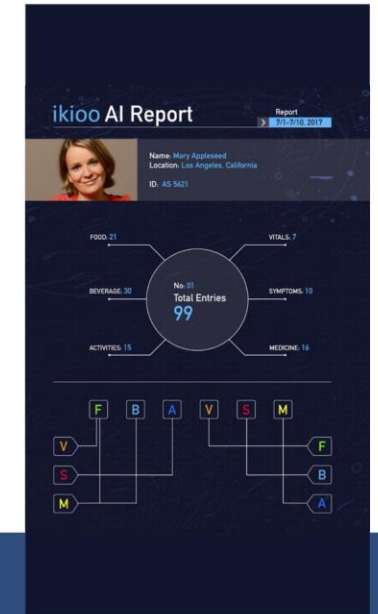 ikioo AI Report
Report
7/1-7/10, 2017
Name: Mary Appleseed
Location: Los Angeles, California
ID: AS 5621
FOOD: 21
VITALS: 7
BEVERAGE: 30
No: 01
Total Entries
99
SYMPTOMS: 10
ACTIVITIES: 15
MEDICINE: 16
F B A V S M
V
F
S
B
M
A